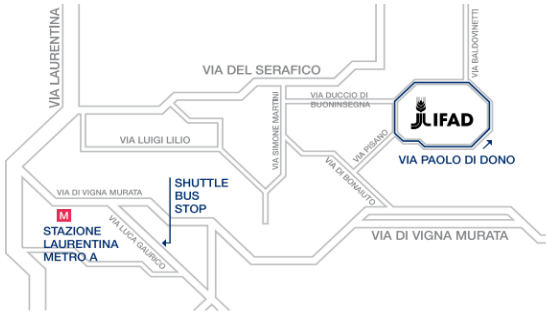 VIA LAURENTINA
VIA DEL SERAFICO
VIA BALDOVINETTI
VIA DUCCIO DI
BUONINSEGNA
JLIFAD
VIA SIMONE MARTINI
VIA LUIGI LILIO
VIA PISANO
VIA PAOLO DI DONO
VIA DI BONAIUTO
SHUTTLE
BUS
STOP
VIA DI VIGNA MURATA
M
STAZIONE
LAURENTINA
METRO A
VIA LUCA GAURICO
VIA DI VIGNA MURATA